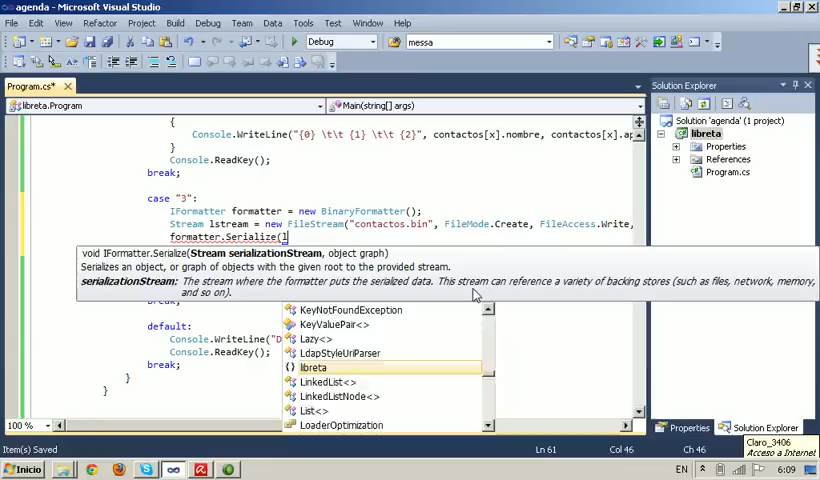 agenda - Microsoft Visual Studio
File Edit View Refactor Project Build Debug Team Data Tools Test Window Help
Debug messa
Program.cs* Solution Explorer
libreta.Program Main(string[] args)
{
Console.WriteLine("{0} \t\t {1} \t\t {2}", contactos[x].nombre, contactos[x].ap
}
Console.ReadKey();
break;
case "3":
IFormatter formatter = new BinaryFormatter();
Stream lstream = new FileStream("contactos.bin", FileMode.Create, FileAccess.Write,
formatter.Serialize(l
void IFormatter.Serialize(Stream serializationStream, object graph)
Serializes an object, or graph of objects with the given root to the provided stream.
serializationStream: The stream where the formatter puts the serialized data. This stream can reference a variety of backing stores (such as files, network, memory,
and so on).
break;
default:
Console.WriteLine("D
Console.ReadKey();
break;
}
}
KeyNotFoundException
KeyValuePair<>
Lazy<>
LdapStyleUriParser
libreta
LinkedList<>
LinkedListNode<>
List<>
LoaderOptimization
Solution 'agenda' (1 project)
libreta
Properties
References
Program.cs
100 %
Properties Solution Explorer
Item(s) Saved Ln 61 Col 46 Ch 46
Claro_3406
Acceso a Internet
Inicio EN 6:09